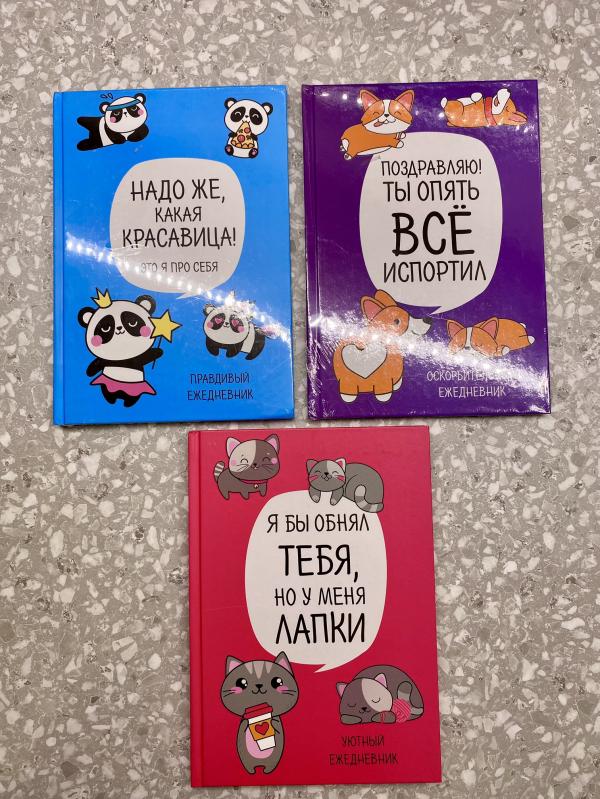 НАДО ЖЕ,
КАКАЯ
КРАСАВИЦА!
ЭТО Я ПРО СЕБЯ
ПРАВДИВЫЙ
ЕЖЕДНЕВНИК
ПОЗДРАВЛЯЮ!
ТЫ ОПЯТЬ
ВСЁ
ИСПОРТИЛ
ЕЖЕДНЕВНИК
Я БЫ ОБНЯЛ
ТЕБЯ,
НО У МЕНЯ
ЛАПКИ
УЮТНЫЙ
ЕЖЕДНЕВНИК